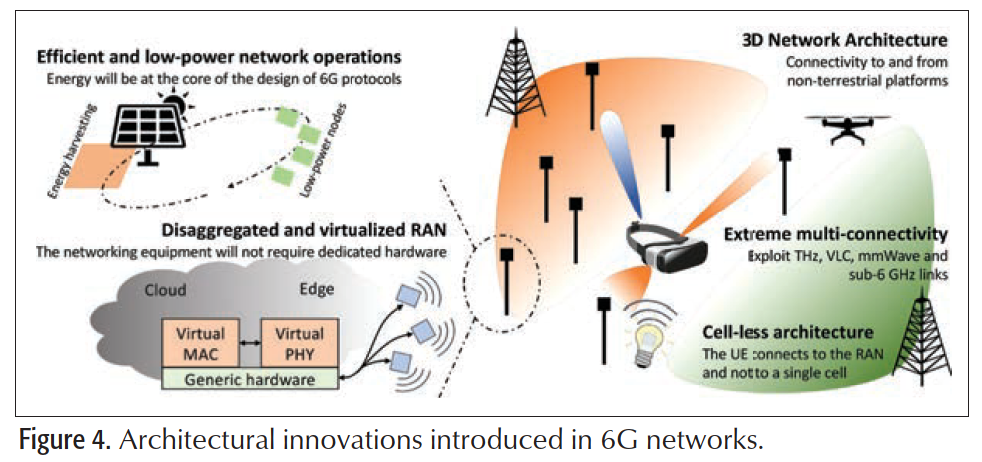 Efficient and low-power network operations
Energy will be at the core of the design of 6G protocols
Energy harvesting
Low-power nodes
Disaggregated and virtualized RAN
The networking equipment will not require dedicated hardware
Cloud
Edge
Virtual
MAC
Virtual
PHY
Generic hardware
3D Network Architecture
Connectivity to and from
non-terrestrial platforms
Extreme multi-connectivity
Exploit THz, VLC, mmWave and
sub-6 GHz links
Cell-less architecture
The UE connects to the RAN
and not to a single cell
Figure 4. Architectural innovations introduced in 6G networks.